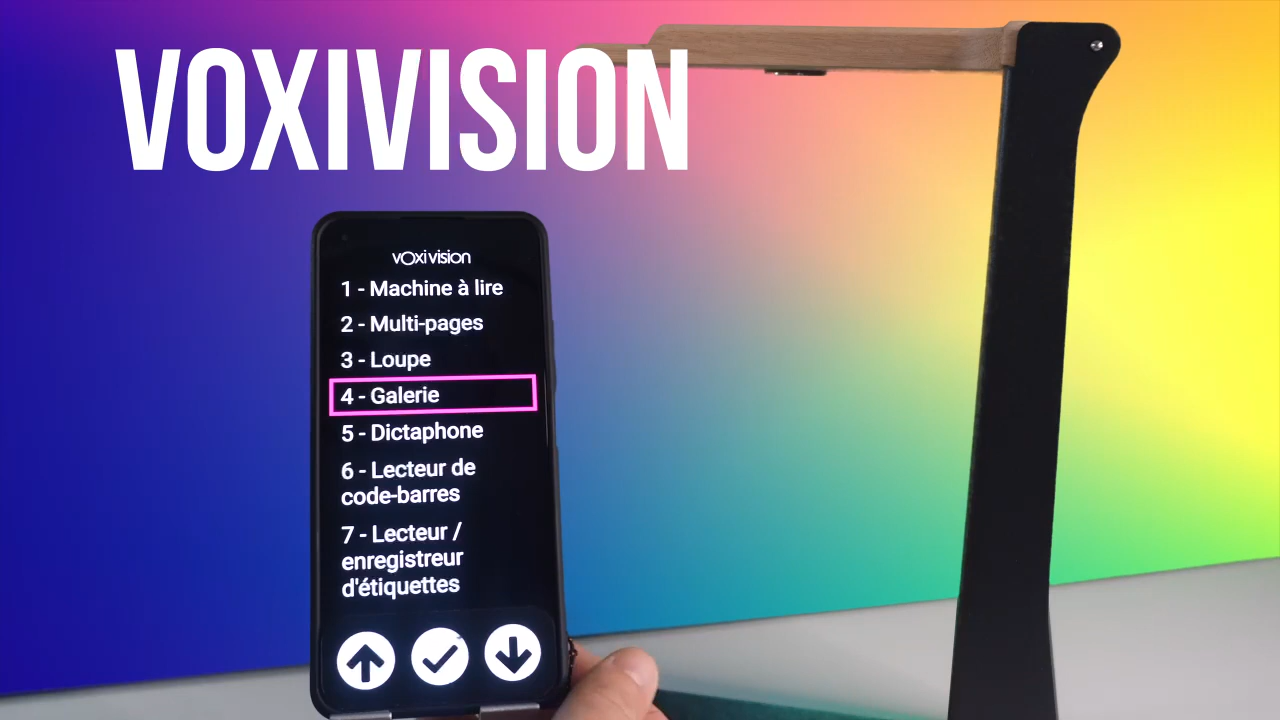 VOXIVISION
vOxivision
1 - Machine à lire
2 - Multi-pages
3 - Loupe
4 - Galerie
5 - Dictaphone
6 - Lecteur de
code-barres
7 - Lecteur /
enregistreur
d'étiquettes